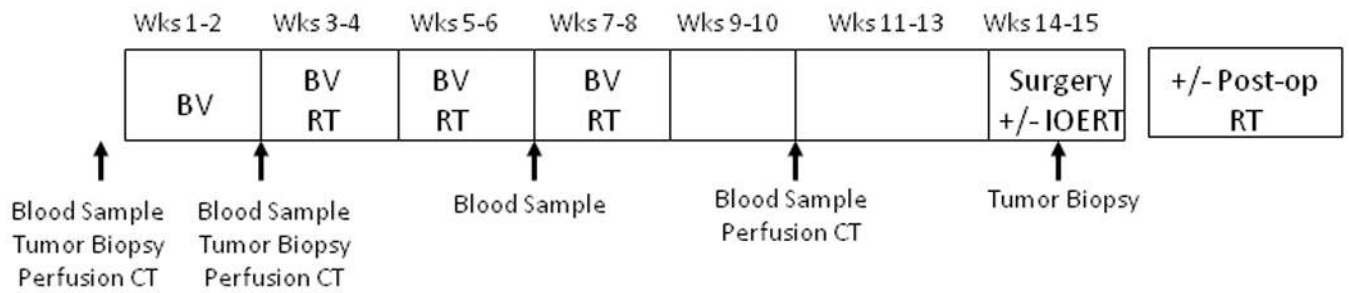 Wks 1-2 Wks 3-4 Wks 5-6 Wks 7-8 Wks 9-10 Wks 11-13 Wks 14-15
BV
BV
RT
BV
RT
BV
RT
Surgery
+/- IOERT
+/- Post-op
RT
Blood Sample
Tumor Biopsy
Perfusion CT
Blood Sample
Tumor Biopsy
Perfusion CT
Blood Sample
Blood Sample
Perfusion CT
Tumor Biopsy